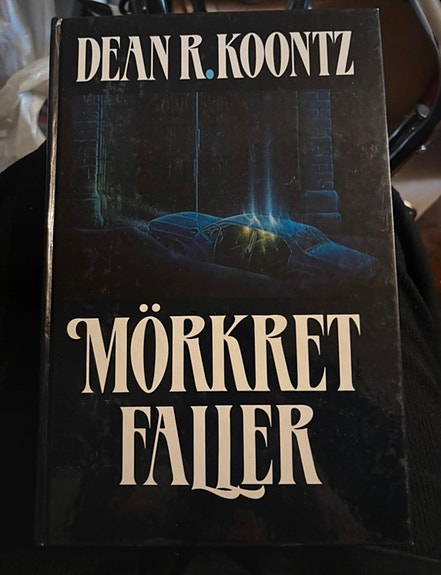 DEAN R. KOONTZ
MÖRKRET
FALLER